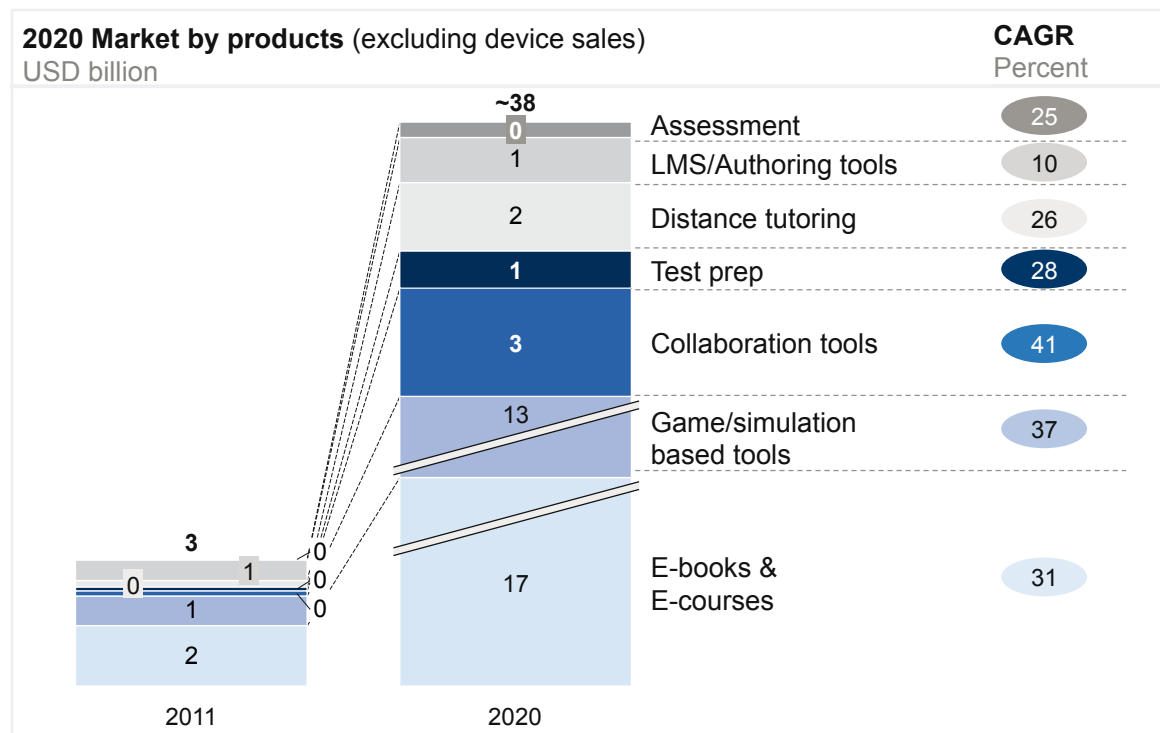 2020 Market by products (excluding device sales)
USD billion
CAGR
Percent
~38
0
Assessment
25
1
LMS/Authoring tools
10
2
Distance tutoring
26
1
Test prep
28
3
Collaboration tools
41
13
Game/simulation
based tools
37
17
E-books &
E-courses
31
3
0
1
0
0
0
1
2
2011
2020